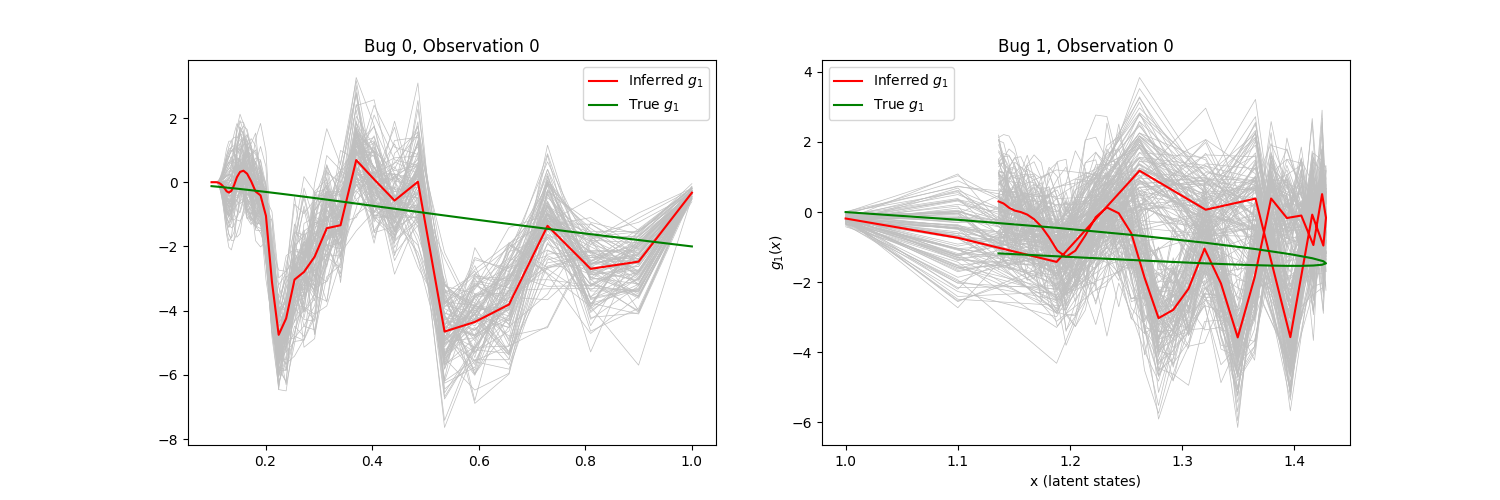 Bug 0, Observation 0
Inferred g₁
True g₁
2
0
−2
−4
−6
−8
0.2
0.4
0.6
0.8
1.0
Bug 1, Observation 0
Inferred g₁
True g₁
g₁(x)
4
2
0
−2
−4
−6
1.0
1.1
1.2
1.3
1.4
x (latent states)